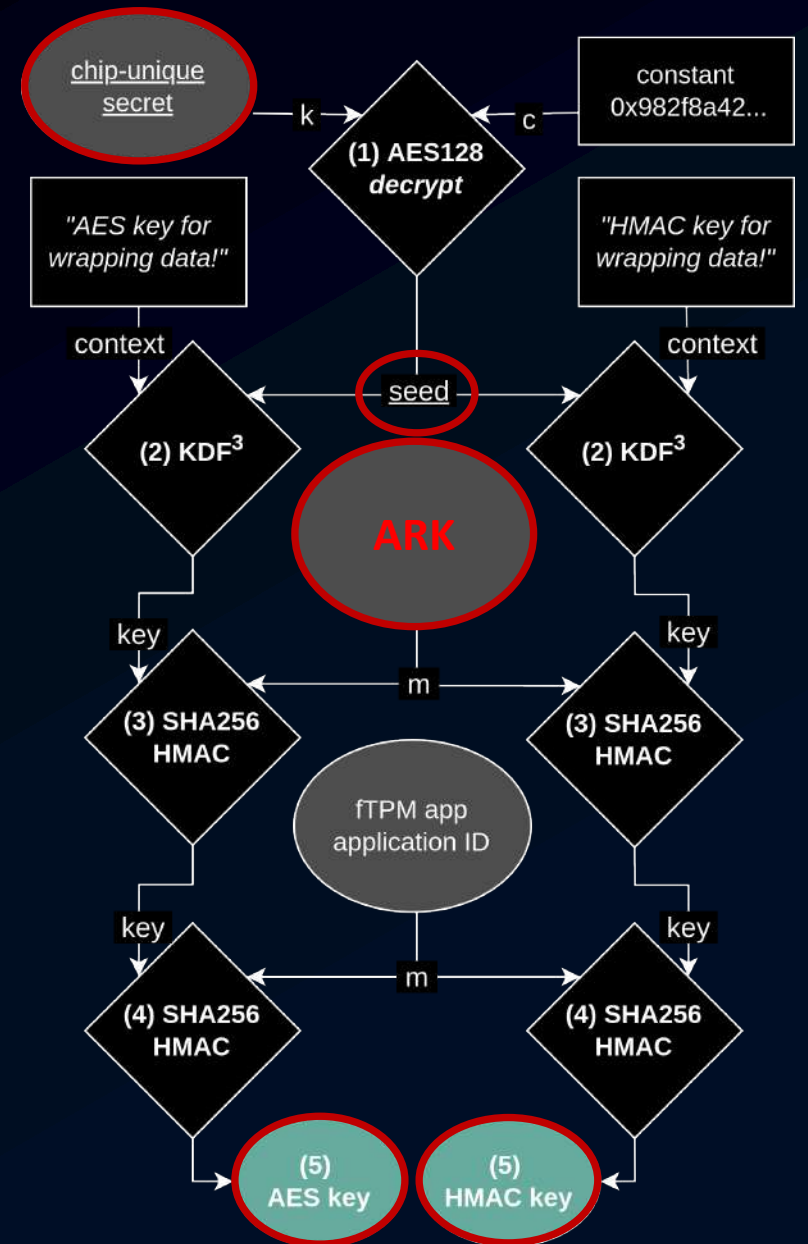 chip-unique
secret
k
c
constant
0x982f8a42...
(1) AES128
decrypt
"AES key for
wrapping data!"
"HMAC key for
wrapping data!"
context
context
seed
(2) KDF³
(2) KDF³
ARK
key
key
m
(3) SHA256
HMAC
(3) SHA256
HMAC
fTPM app
application ID
key
key
m
(4) SHA256
HMAC
(4) SHA256
HMAC
(5)
AES key
(5)
HMAC key